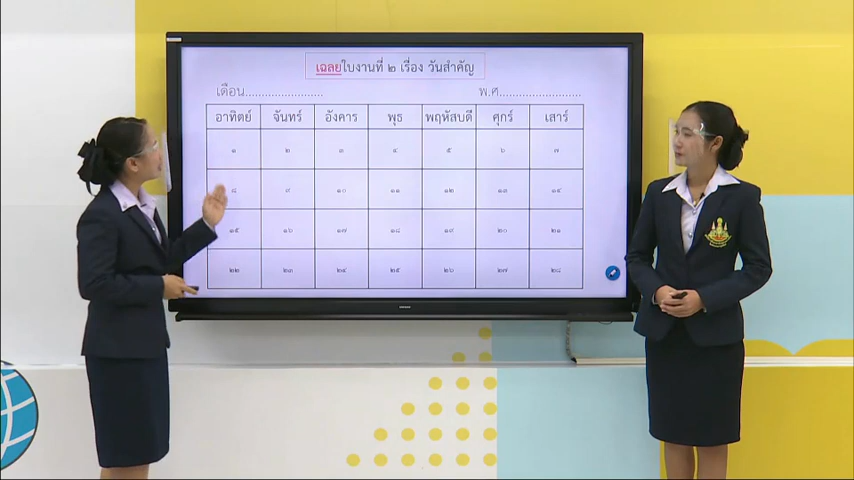 เฉลยใบงานที่ ๒ เรื่อง วันสำคัญ
เดือน........................ พ.ศ.........................
อาทิตย์ จันทร์ อังคาร พุธ พฤหัสบดี ศุกร์ เสาร์
๑ ๒ ๓ ๔ ๕ ๖ ๗
๘ ๙ ๑๐ ๑๑ ๑๒ ๑๓ ๑๔
๑๕ ๑๖ ๑๗ ๑๘ ๑๙ ๒๐ ๒๑
๒๒ ๒๓ ๒๔ ๒๕ ๒๖ ๒๗ ๒๘